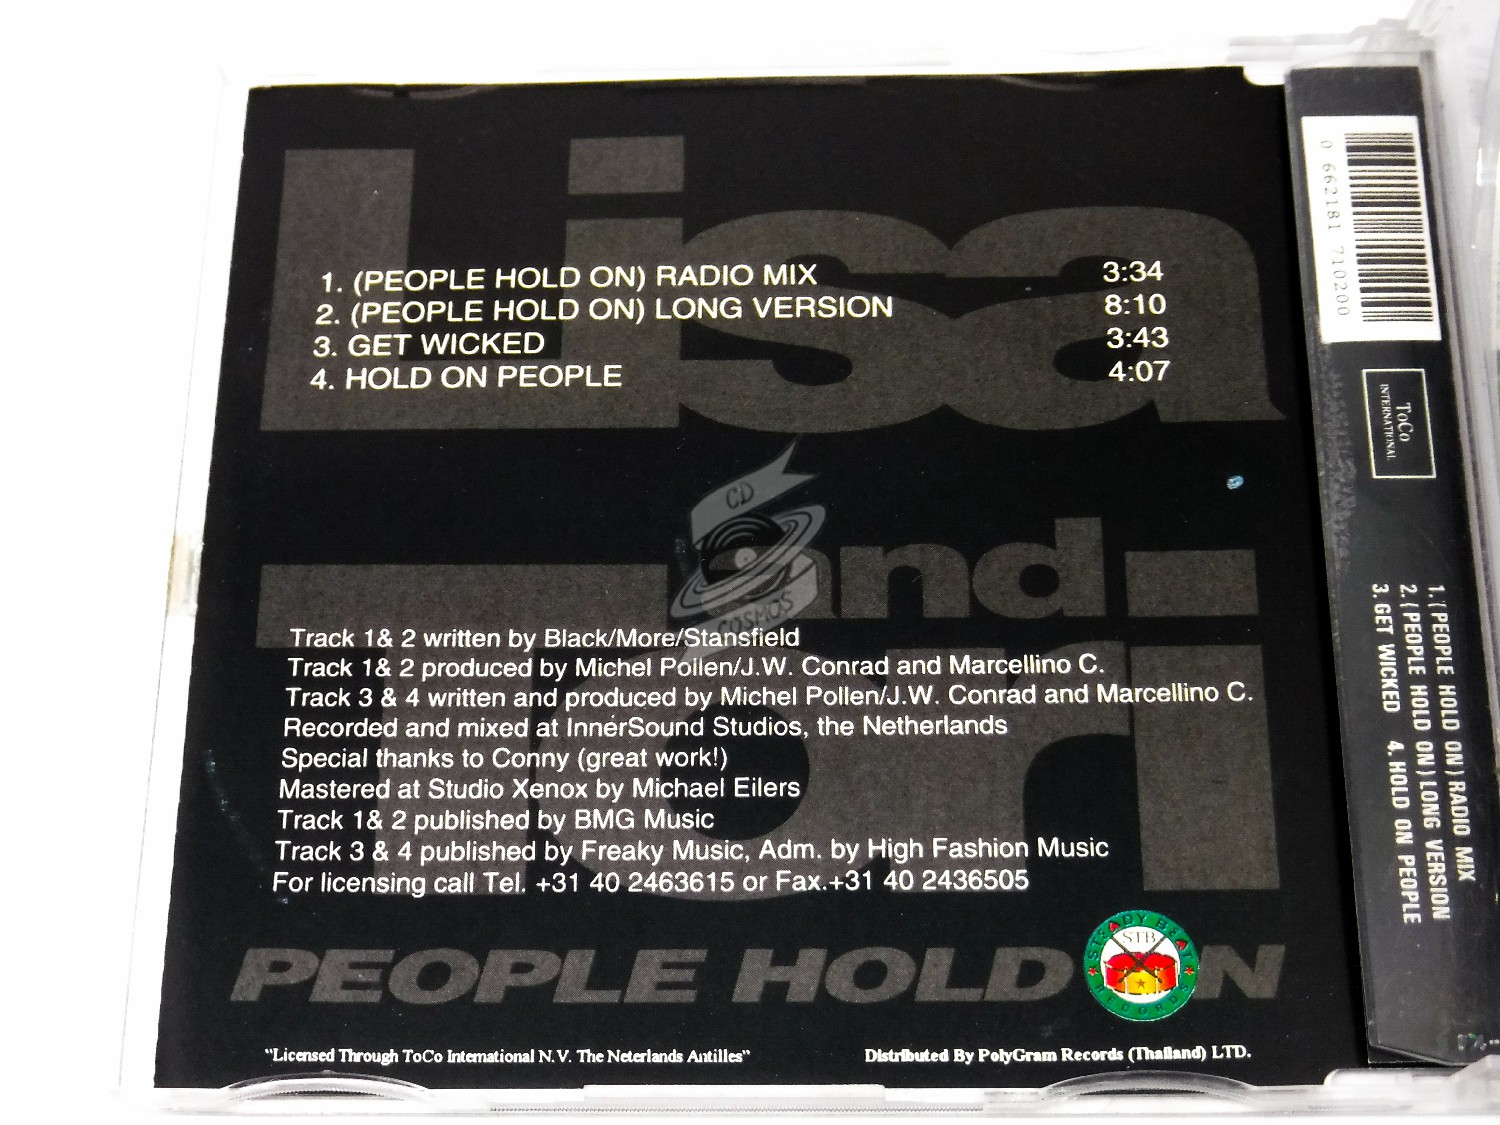 Lisa
1. (PEOPLE HOLD ON) RADIO MIX 3:34
2. (PEOPLE HOLD ON) LONG VERSION 8:10
3. GET WICKED 3:43
4. HOLD ON PEOPLE 4:07
CD
COSMOS
and
Tori
Track 1& 2 written by Black/More/Stansfield
Track 1& 2 produced by Michel Pollen/J.W. Conrad and Marcellino C.
Track 3 & 4 written and produced by Michel Pollen/J.W. Conrad and Marcellino C.
Recorded and mixed at InnerSound Studios, the Netherlands
Special thanks to Conny (great work!)
Mastered at Studio Xenox by Michael Eilers
Track 1& 2 published by BMG Music
Track 3 & 4 published by Freaky Music, Adm. by High Fashion Music
For licensing call Tel. +31 40 2463615 or Fax.+31 40 2436505
PEOPLE HOLD ON
STEADY BEAT
STB
RECORDS
"Licensed Through ToCo International N.V. The Neterlands Antilles"
Distributed By PolyGram Records (Thailand) LTD.
0 662181 710200
ToCo
INTERNATIONAL
1. (PEOPLE HOLD ON) RADIO MIX
2. (PEOPLE HOLD ON) LONG VERSION
3. GET WICKED 4. HOLD ON PEOPLE